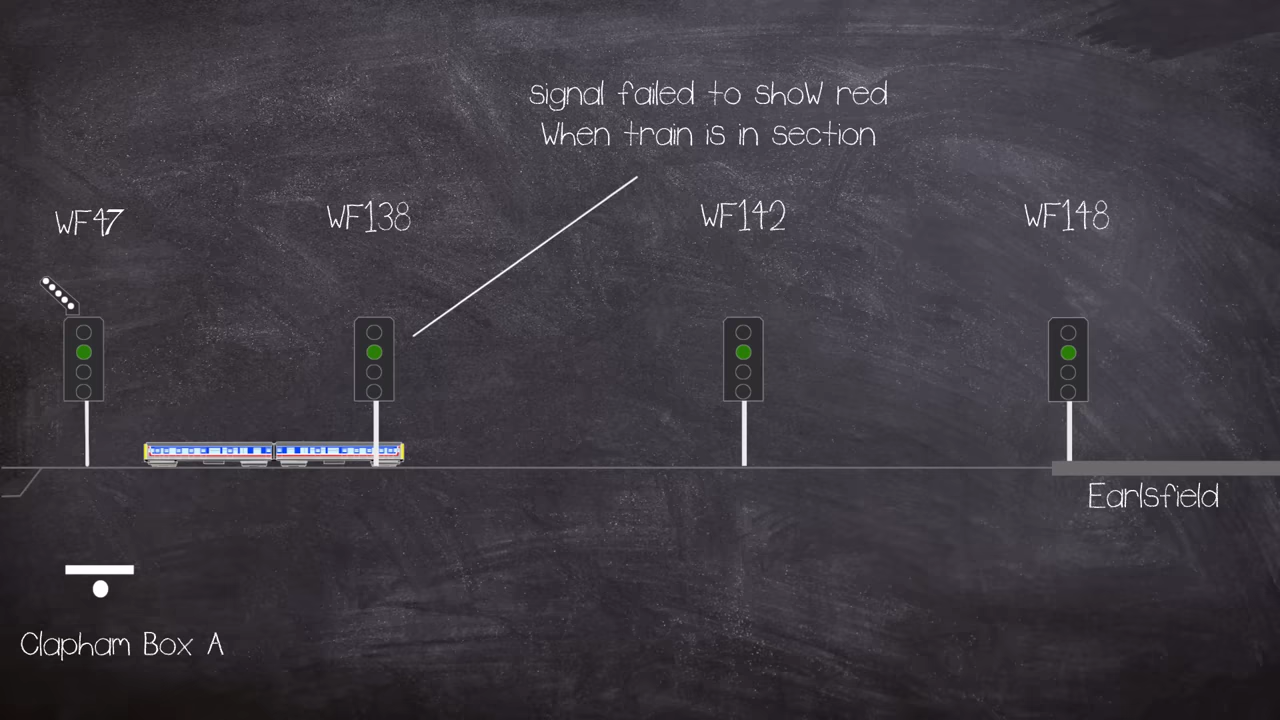 signal failed to shoW red
When train is in section
WF47
WF138
WF142
WF148
Earlsfield
Clapham Box A